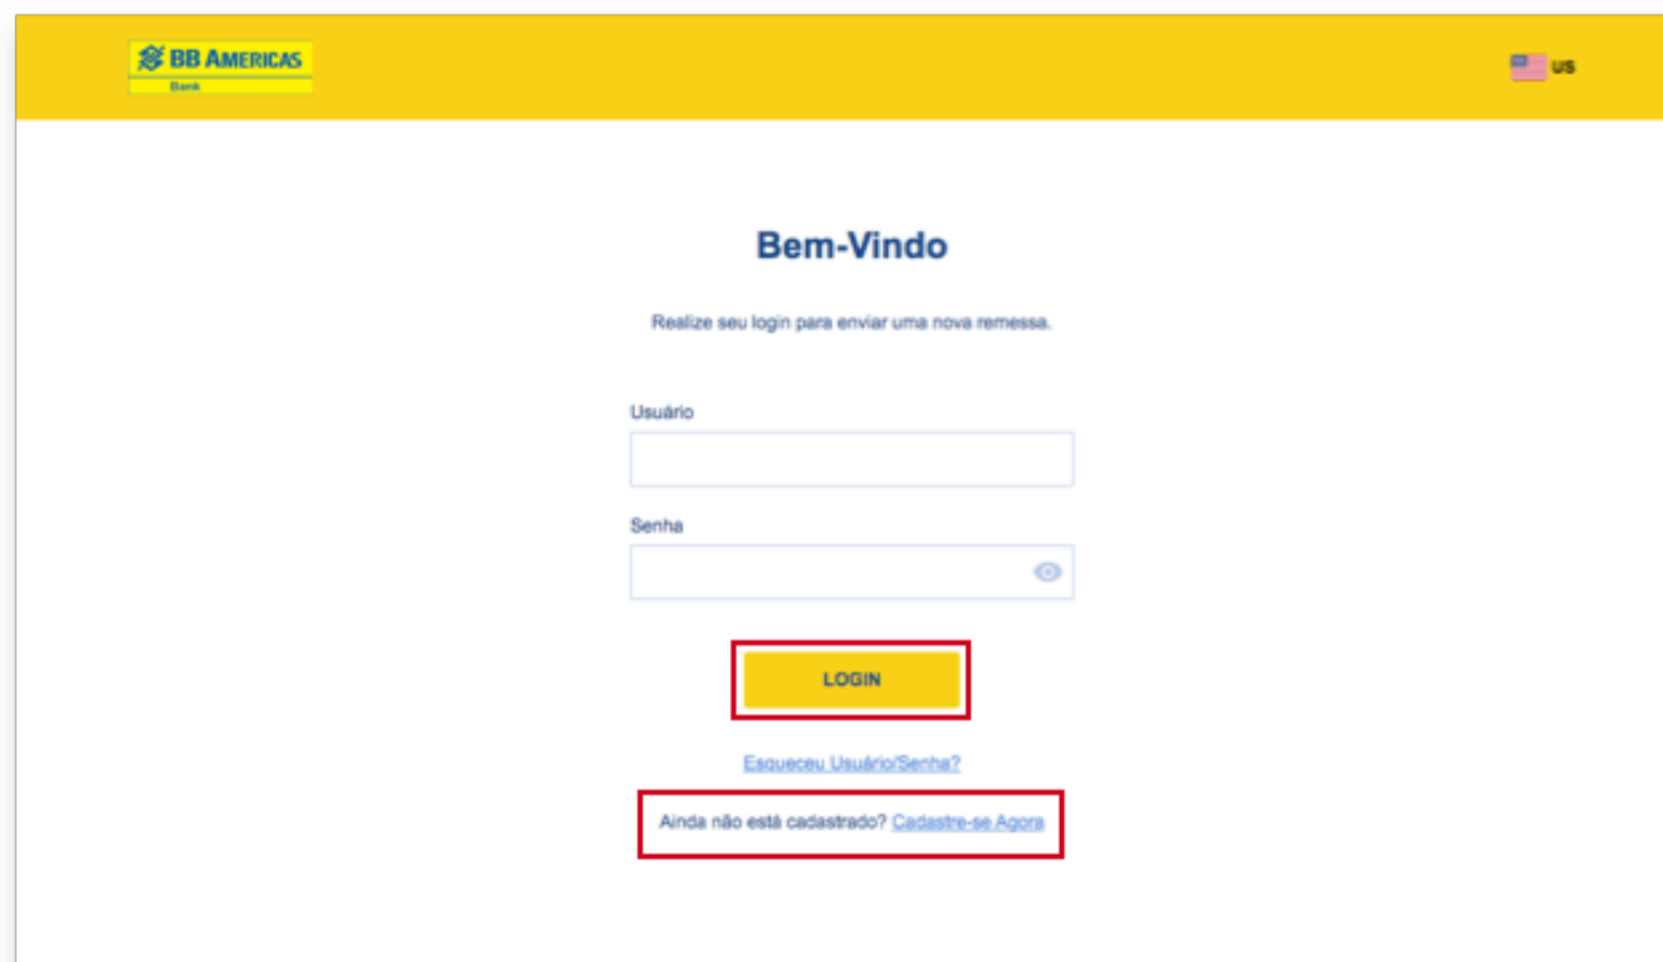 BB AMERICAS
Bank
US
Bem-Vindo
Realize seu login para enviar uma nova remessa.
Usuário
Senha
LOGIN
Esqueceu Usuário/Senha?
Ainda não está cadastrado? Cadastre-se Agora